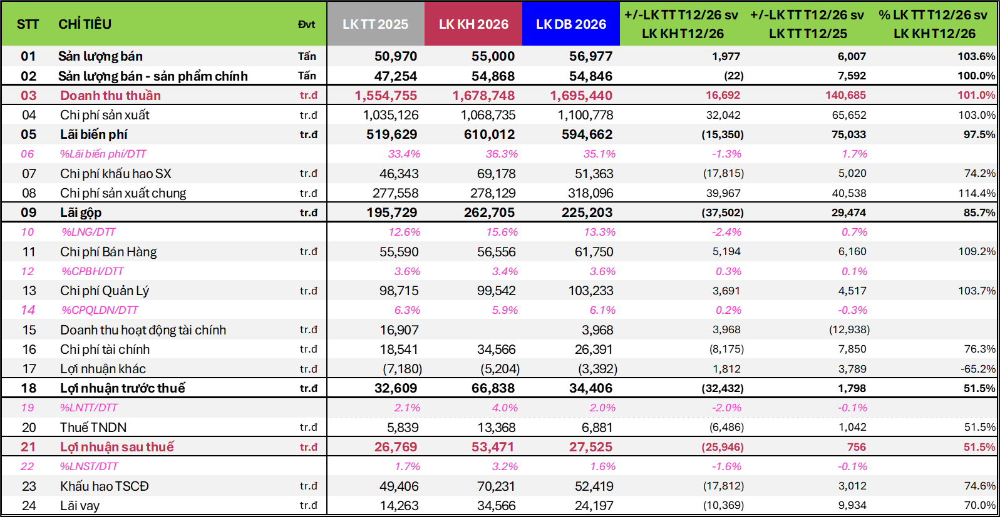 STT CHỈ TIÊU Đvt LK TT 2025 LK KH 2026 LK DB 2026 +/-LK TT T12/26 sv LK KH T12/26 +/-LK TT T12/26 sv LK TT T12/25 % LK TT T12/26 sv LK KH T12/26
01 Sản lượng bán Tấn 50,970 55,000 56,977 1,977 6,007 103.6%
02 Sản lượng bán - sản phẩm chính Tấn 47,254 54,868 54,846 (22) 7,592 100.0%
03 Doanh thu thuần tr.đ 1,554,755 1,678,748 1,695,440 16,692 140,685 101.0%
04 Chi phí sản xuất tr.đ 1,035,126 1,068,735 1,100,778 32,042 65,652 103.0%
05 Lãi biến phí tr.đ 519,629 610,012 594,662 (15,350) 75,033 97.5%
06 %Lãi biến phí/DTT 33.4% 36.3% 35.1% -1.3% 1.7%
07 Chi phí khấu hao SX tr.đ 46,343 69,178 51,363 (17,815) 5,020 74.2%
08 Chi phí sản xuất chung tr.đ 277,558 278,129 318,096 39,967 40,538 114.4%
09 Lãi gộp tr.đ 195,729 262,705 225,203 (37,502) 29,474 85.7%
10 %LNG/DTT 12.6% 15.6% 13.3% -2.4% 0.7%
11 Chi phí Bán Hàng tr.đ 55,590 56,556 61,750 5,194 6,160 109.2%
12 %CPBH/DTT 3.6% 3.4% 3.6% 0.3% 0.1%
13 Chi phí Quản Lý tr.đ 98,715 99,542 103,233 3,691 4,517 103.7%
14 %CPQLDN/DTT 6.3% 5.9% 6.1% 0.2% -0.3%
15 Doanh thu hoạt động tài chính tr.đ 16,907 3,968 3,968 (12,938)
16 Chi phí tài chính tr.đ 18,541 34,566 26,391 (8,175) 7,850 76.3%
17 Lợi nhuận khác tr.đ (7,180) (5,204) (3,392) 1,812 3,789 -65.2%
18 Lợi nhuận trước thuế tr.đ 32,609 66,838 34,406 (32,432) 1,798 51.5%
19 %LNTT/DTT 2.1% 4.0% 2.0% -2.0% -0.1%
20 Thuế TNDN tr.đ 5,839 13,368 6,881 (6,486) 1,042 51.5%
21 Lợi nhuận sau thuế tr.đ 26,769 53,471 27,525 (25,946) 756 51.5%
22 %LNST/DTT 1.7% 3.2% 1.6% -1.6% -0.1%
23 Khấu hao TSCĐ tr.đ 49,406 70,231 52,419 (17,812) 3,012 74.6%
24 Lãi vay tr.đ 14,263 34,566 24,197 (10,369) 9,934 70.0%